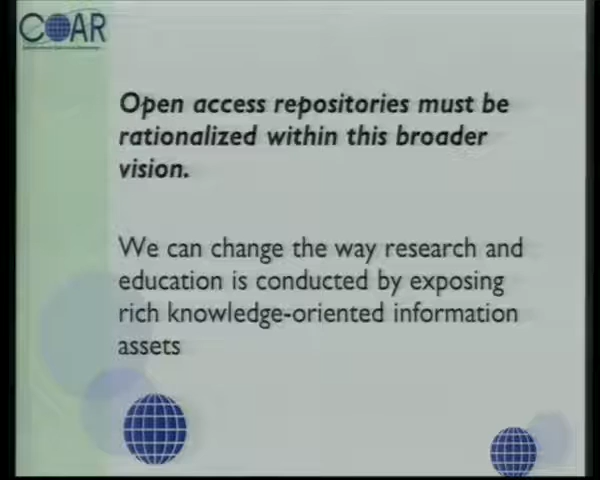 COAR
Open access repositories must be
rationalized within this broader
vision.
We can change the way research and
education is conducted by exposing
rich knowledge-oriented information
assets